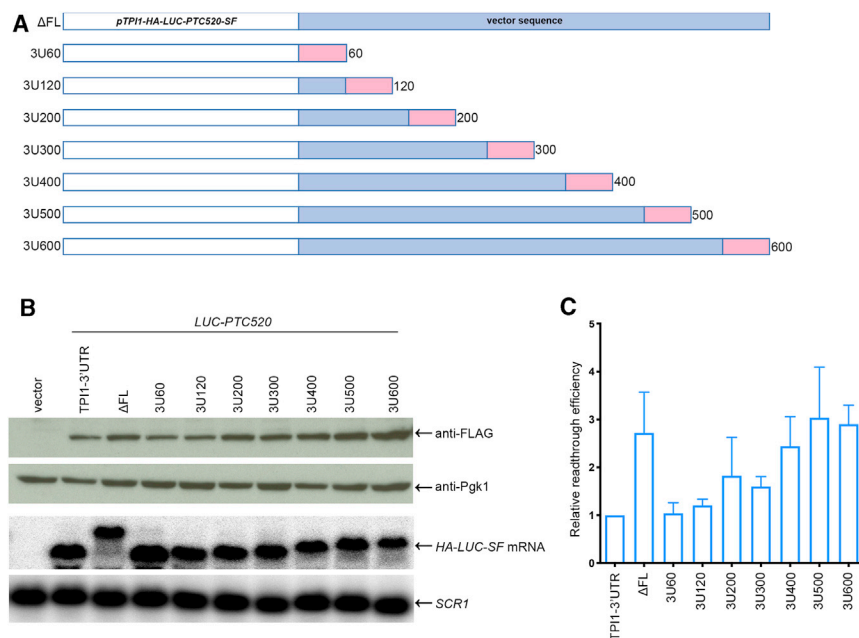 A
ΔFL
pTPI1-HA-LUC-PTC520-SF
vector sequence
3U60
60
3U120
120
3U200
200
3U300
300
3U400
400
3U500
500
3U600
600
B
LUC-PTC520
vector
TPI1-3'UTR
ΔFL
3U60
3U120
3U200
3U300
3U400
3U500
3U600
←anti-FLAG
←anti-Pgk1
←HA-LUC-SF mRNA
←SCR1
C
Relative readthrough efficiency
5
4
3
2
1
0
TPI1-3'UTR
ΔFL
3U60
3U120
3U200
3U300
3U400
3U500
3U600